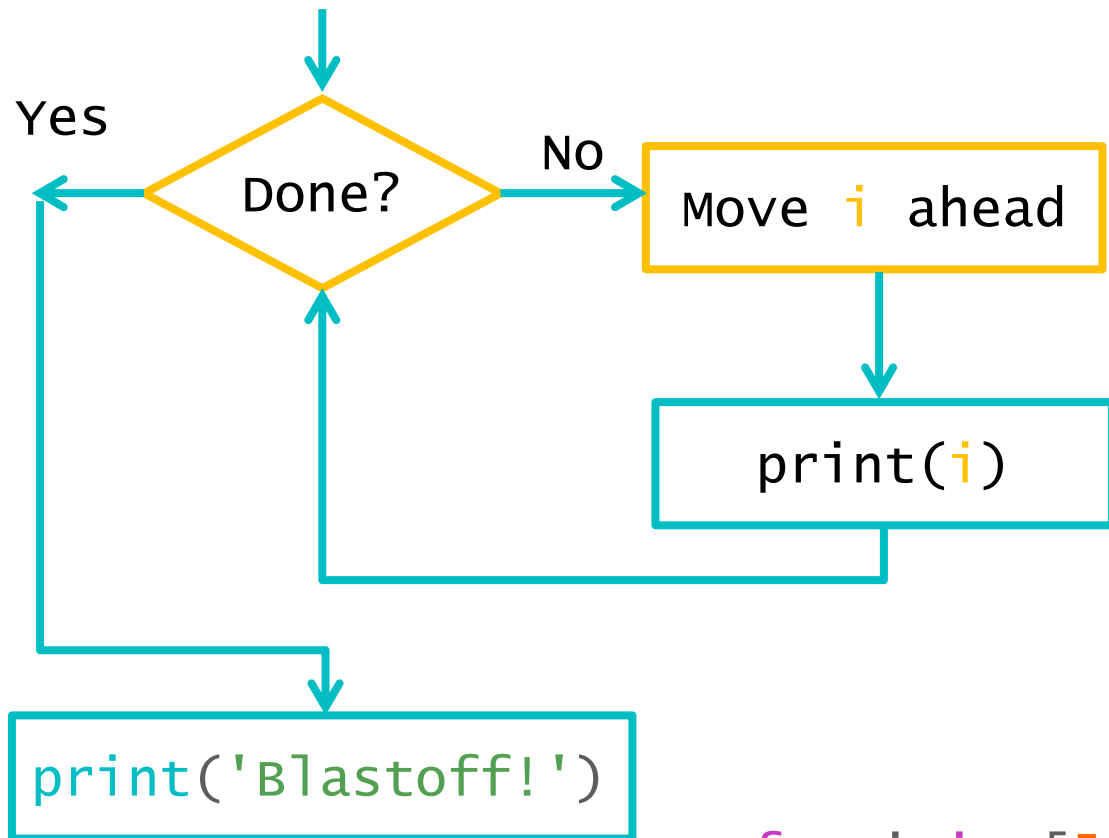 Yes
No
Done?
Move i ahead
print(i)
print('Blastoff!')